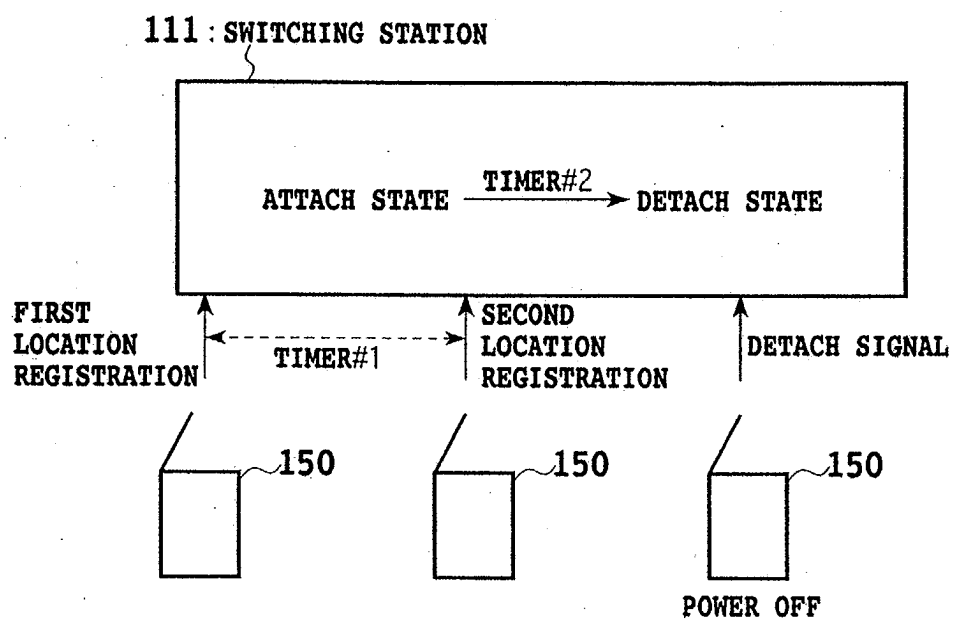 111 : SWITCHING STATION
ATTACH STATE
TIMER#2
DETACH STATE
FIRST
LOCATION
REGISTRATION
TIMER#1
SECOND
LOCATION
REGISTRATION
DETACH SIGNAL
150
150
150
POWER OFF